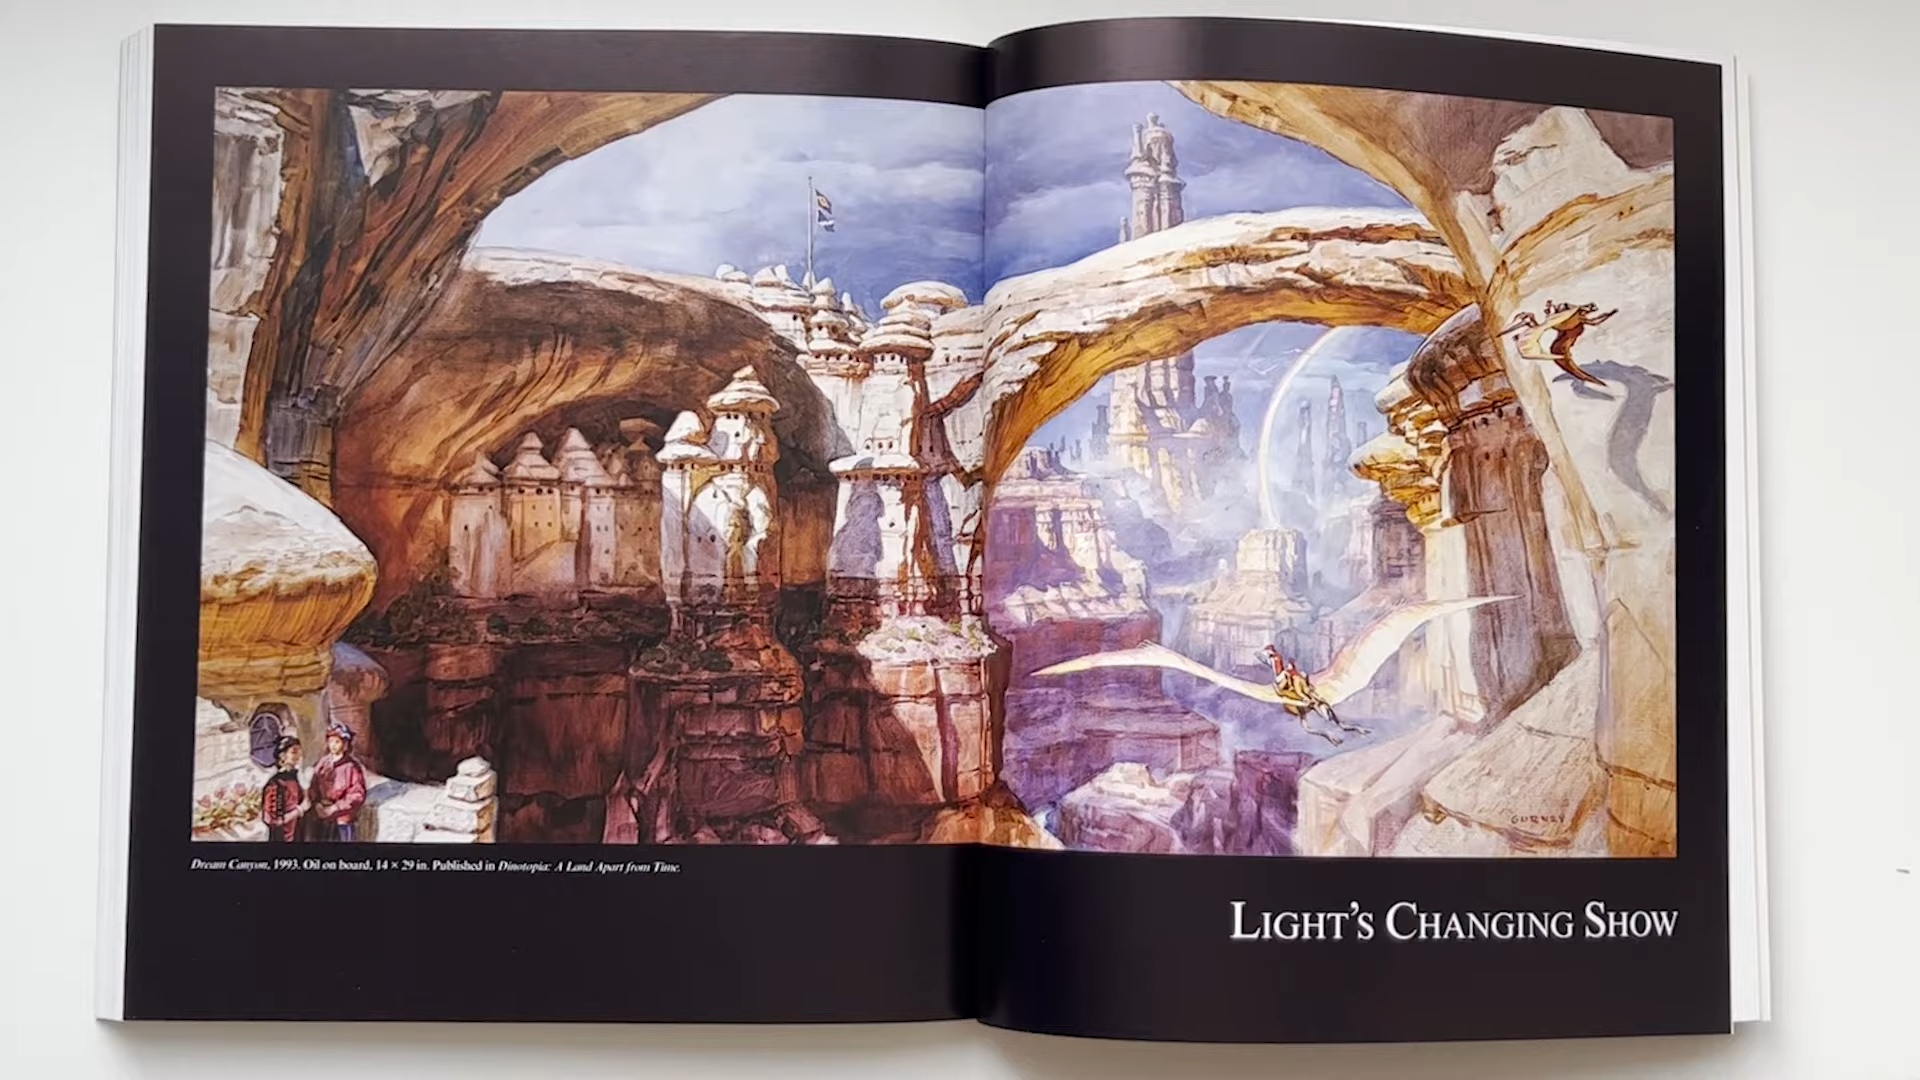 GURNEY
Dream Canyon, 1993. Oil on board, 14 × 29 in. Published in Dinotopia: A Land Apart from Time.
LIGHT'S CHANGING SHOW